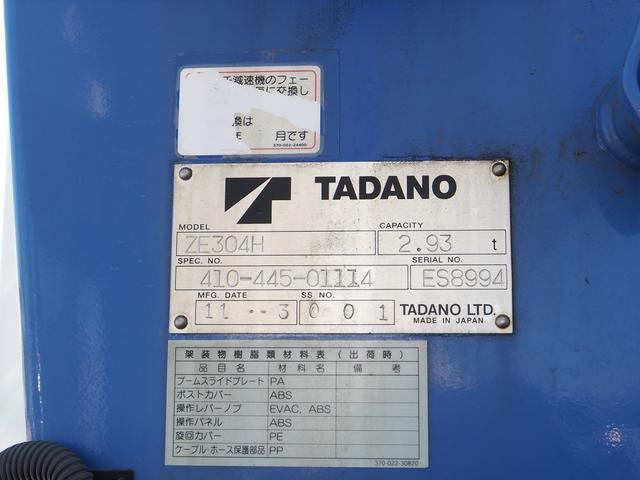 減速機のフェー
に交換し
換は
月です
370-002-24400
TADANO
MODEL CAPACITY
ZE304H 2.93 t
SPEC. NO. SERIAL NO.
410-445-01114 ES8994
MFG. DATE SS NO.
11 ・・ 3 001 TADANO LTD.
MADE IN JAPAN
架装物樹脂類材料表(出荷時)
品目名 材料名 備考
ブームスライドプレート PA
ポストカバー ABS
操作レバーノブ EVAC, ABS
操作パネル ABS
旋回カバー PE
ケーブル・ホース保護部品 PP
370-022-30820